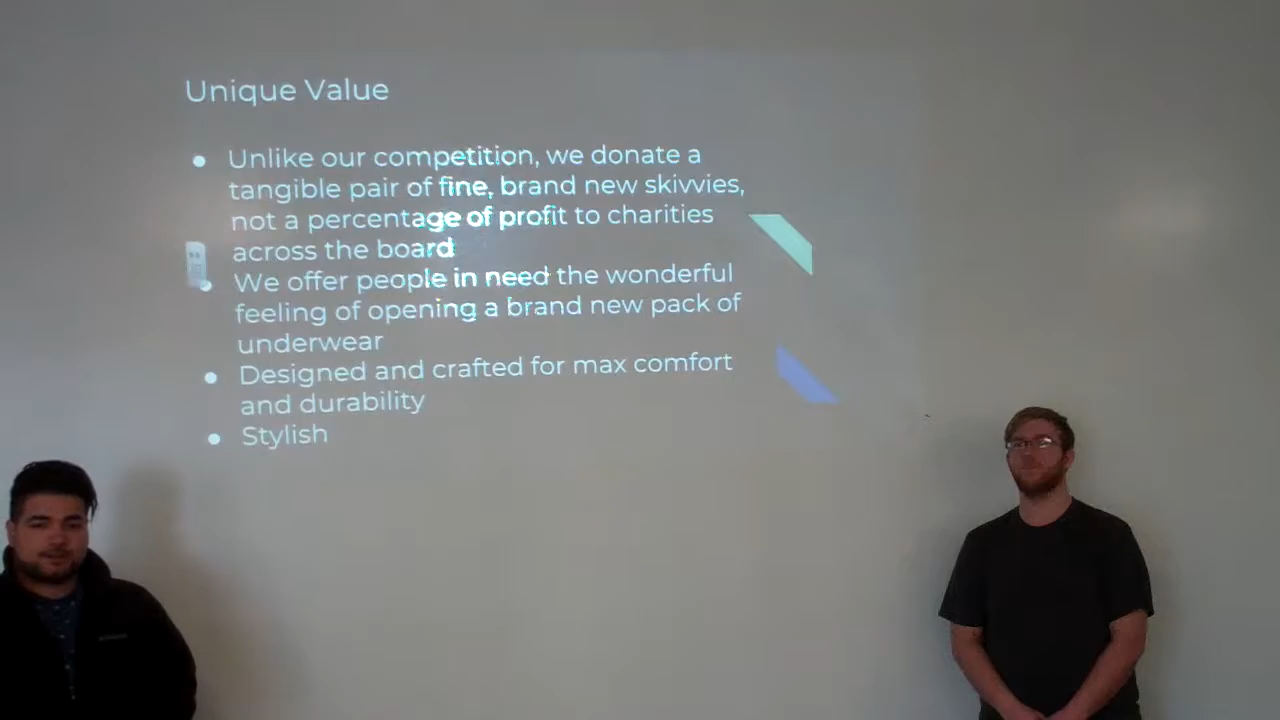 Unique Value
● Unlike our competition, we donate a
tangible pair of fine, brand new skivvies,
not a percentage of profit to charities
across the board
● We offer people in need the wonderful
feeling of opening a brand new pack of
underwear
● Designed and crafted for max comfort
and durability
● Stylish